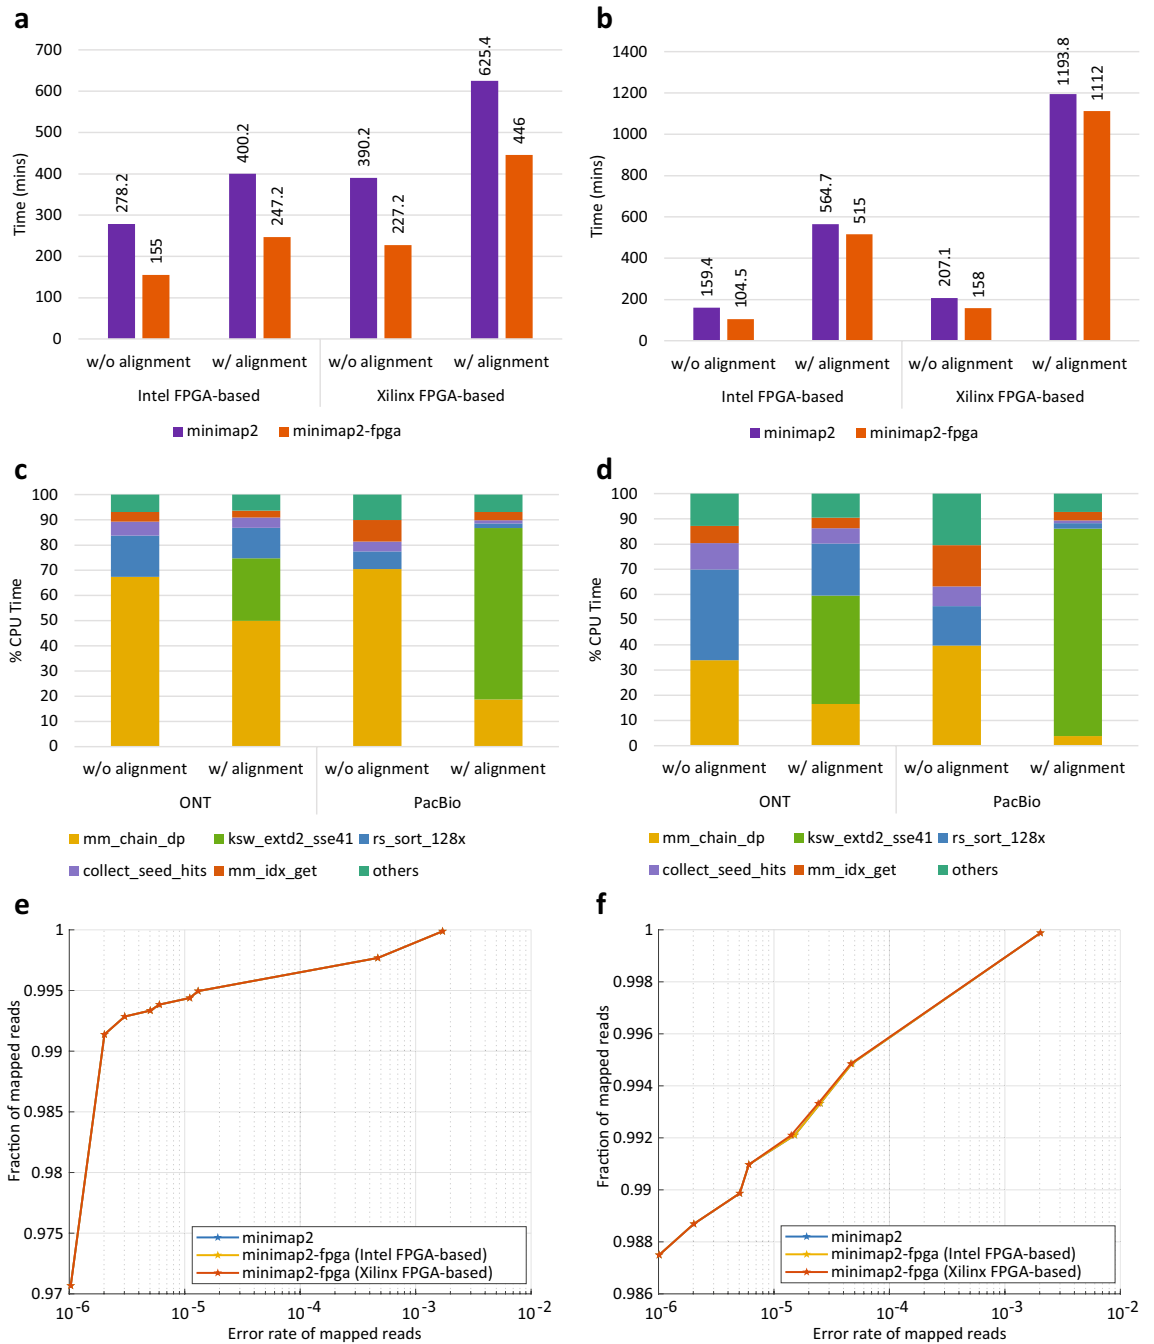 a
Time (mins)
700
600
500
400
300
200
100
0
278.2
155
400.2
247.2
390.2
227.2
625.4
446
w/o alignment w/ alignment w/o alignment w/ alignment
Intel FPGA-based Xilinx FPGA-based
minimap2 minimap2-fpga
b
Time (mins)
1400
1200
1000
800
600
400
200
0
159.4
104.5
564.7
515
207.1
158
1193.8
1112
w/o alignment w/ alignment w/o alignment w/ alignment
Intel FPGA-based Xilinx FPGA-based
minimap2 minimap2-fpga
c
% CPU Time
100
90
80
70
60
50
40
30
20
10
0
w/o alignment w/ alignment w/o alignment w/ alignment
ONT PacBio
mm_chain_dp ksw_extd2_sse41 rs_sort_128x
collect_seed_hits mm_idx_get others
d
% CPU Time
100
90
80
70
60
50
40
30
20
10
0
w/o alignment w/ alignment w/o alignment w/ alignment
ONT PacBio
mm_chain_dp ksw_extd2_sse41 rs_sort_128x
collect_seed_hits mm_idx_get others
e
Fraction of mapped reads
1
0.995
0.99
0.985
0.98
0.975
0.97
minimap2
minimap2-fpga (Intel FPGA-based)
minimap2-fpga (Xilinx FPGA-based)
10⁻⁶ 10⁻⁵ 10⁻⁴ 10⁻³ 10⁻²
Error rate of mapped reads
f
Fraction of mapped reads
1
0.998
0.996
0.994
0.992
0.99
0.988
0.986
minimap2
minimap2-fpga (Intel FPGA-based)
minimap2-fpga (Xilinx FPGA-based)
10⁻⁶ 10⁻⁵ 10⁻⁴ 10⁻³ 10⁻²
Error rate of mapped reads